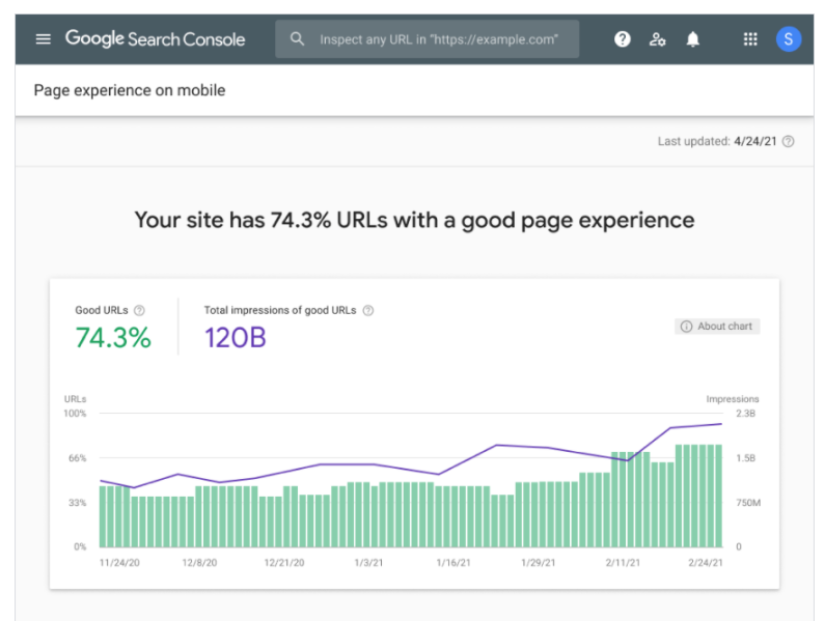 Google Search Console
Inspect any URL in "https://example.com"
S
Page experience on mobile
Last updated: 4/24/21
Your site has 74.3% URLs with a good page experience
Good URLs
74.3%
Total impressions of good URLs
120B
About chart
URLs
Impressions
100%
2.3B
66%
1.5B
33%
750M
0%
0
11/24/20 12/8/20 12/21/20 1/3/21 1/16/21 1/29/21 2/11/21 2/24/21